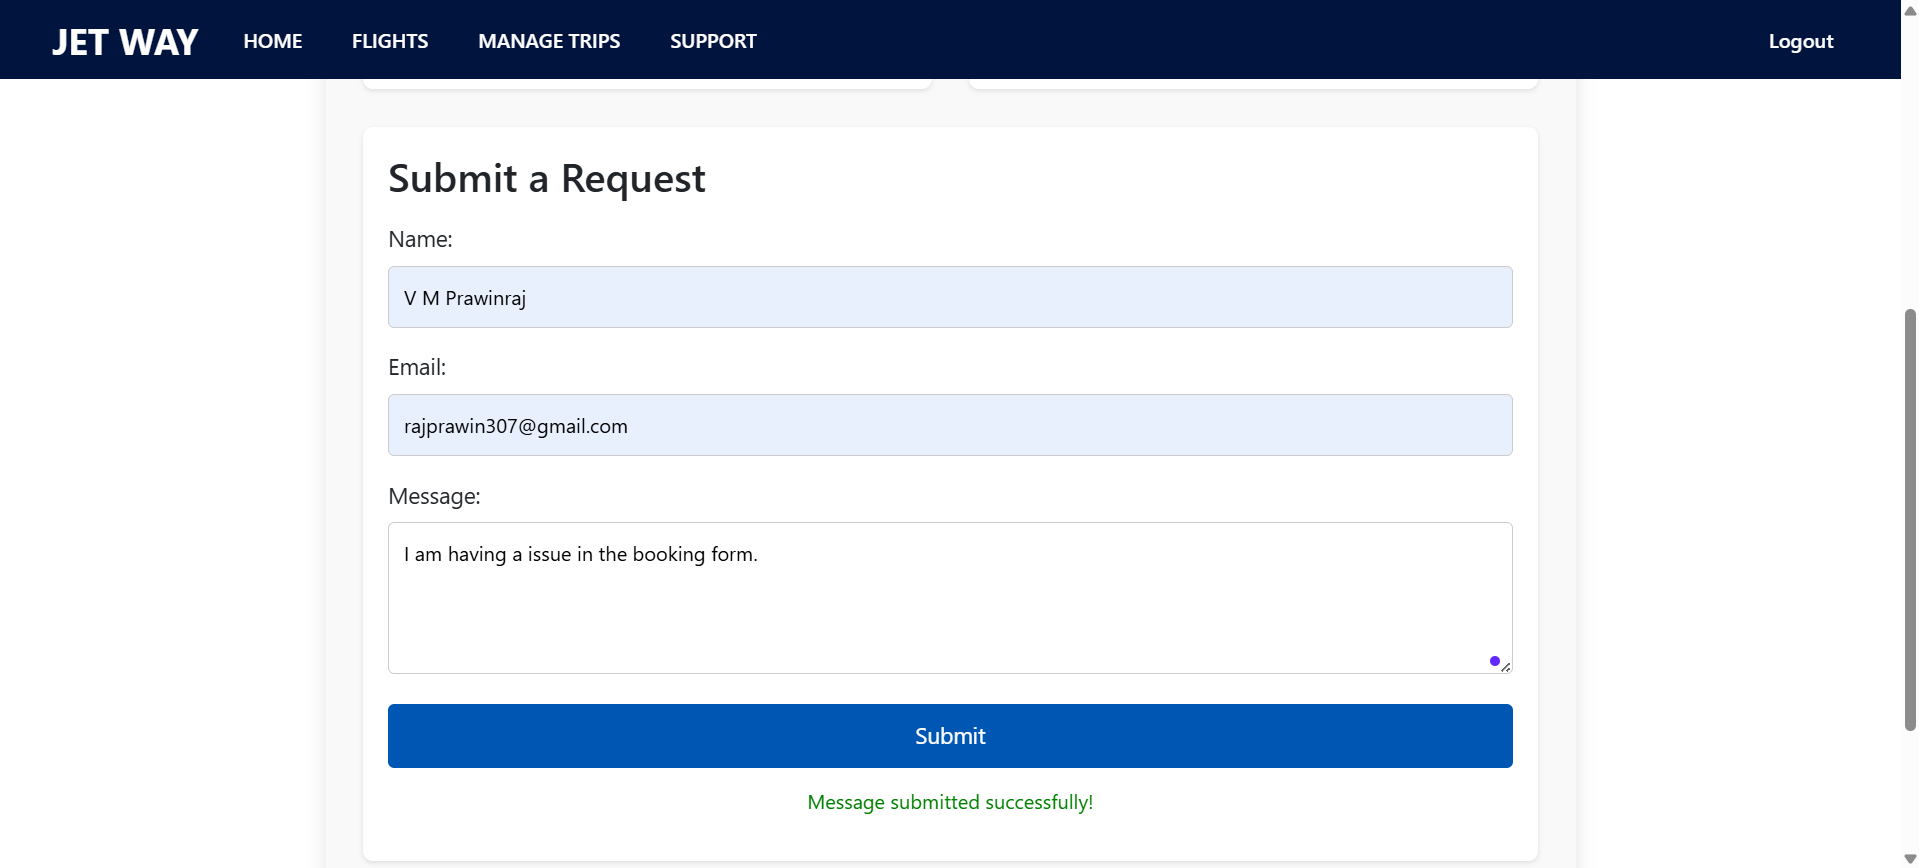 JET WAY HOME FLIGHTS MANAGE TRIPS SUPPORT Logout
Submit a Request
Name:
V M Prawinraj
Email:
rajprawin307@gmail.com
Message:
I am having a issue in the booking form.
Submit
Message submitted successfully!